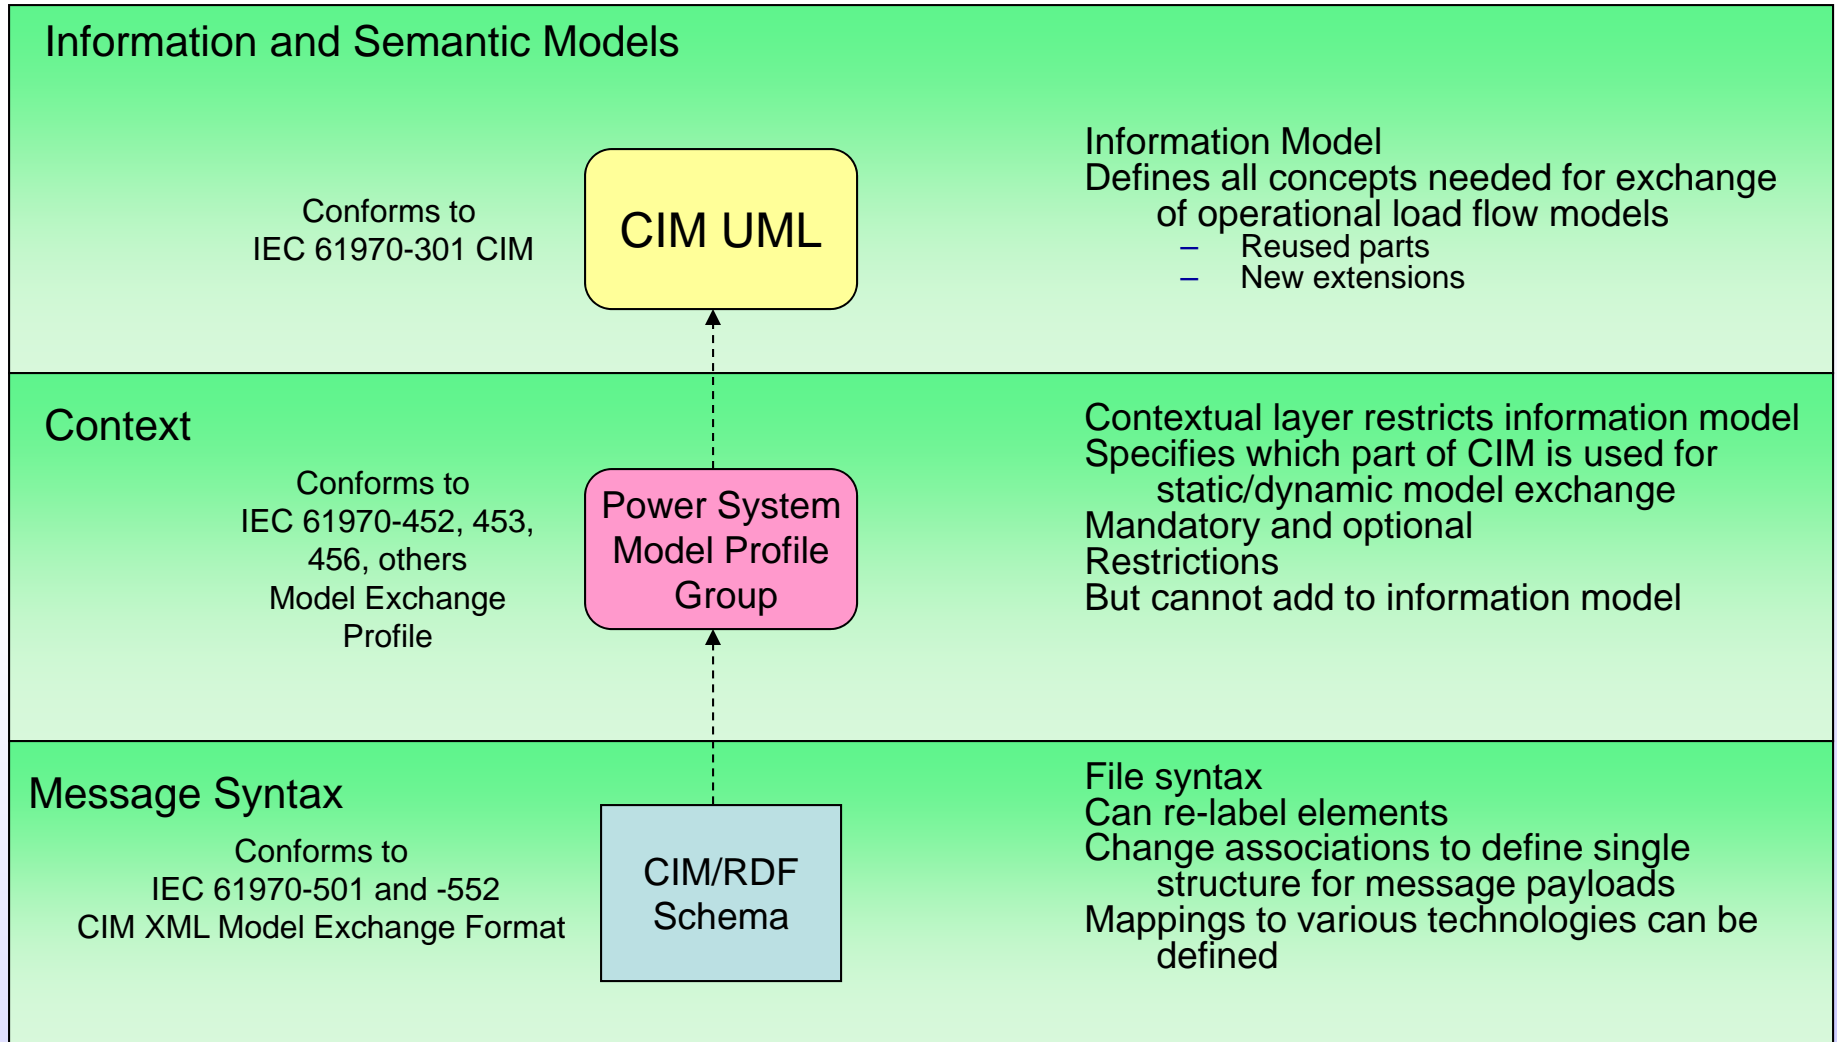 Information and Semantic Models
Conforms to
IEC 61970-301 CIM
CIM UML
Information Model
Defines all concepts needed for exchange
of operational load flow models
– Reused parts
– New extensions
Context
Conforms to
IEC 61970-452, 453,
456, others
Model Exchange
Profile
Power System
Model Profile
Group
Contextual layer restricts information model
Specifies which part of CIM is used for
static/dynamic model exchange
Mandatory and optional
Restrictions
But cannot add to information model
Message Syntax
Conforms to
IEC 61970-501 and -552
CIM XML Model Exchange Format
CIM/RDF
Schema
File syntax
Can re-label elements
Change associations to define single
structure for message payloads
Mappings to various technologies can be
defined